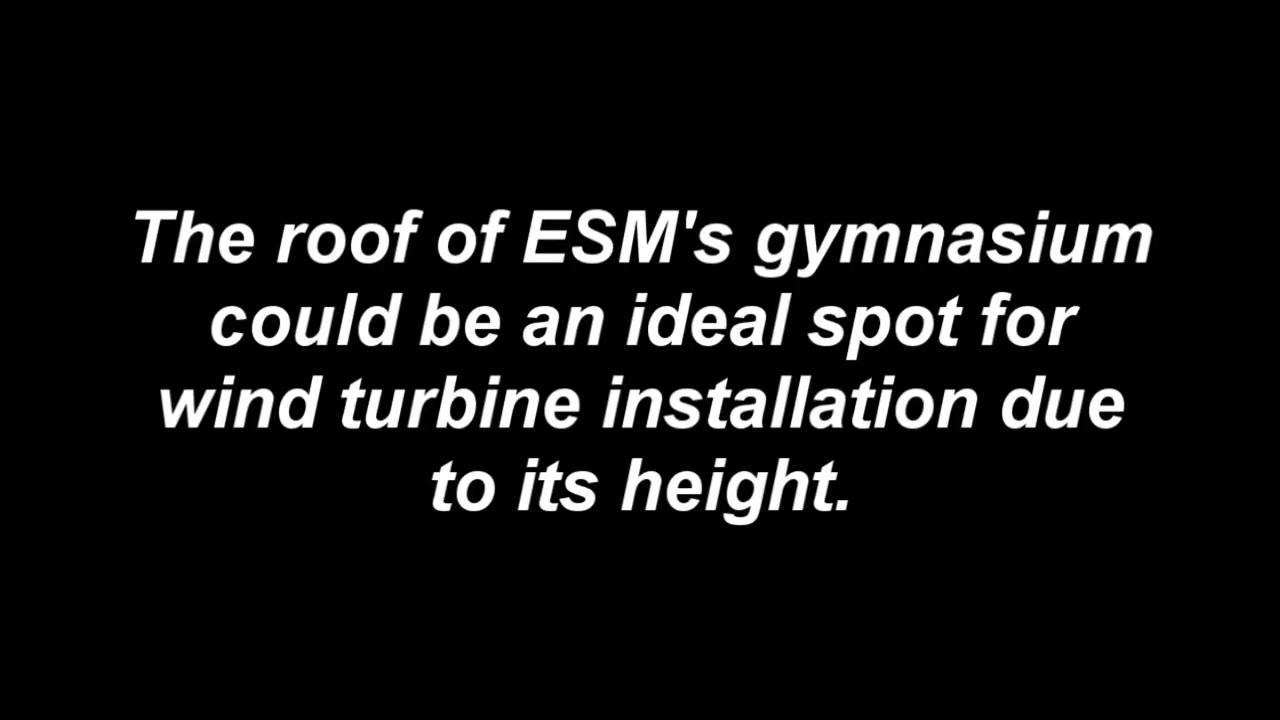 The roof of ESM's gymnasium
could be an ideal spot for
wind turbine installation due
to its height.